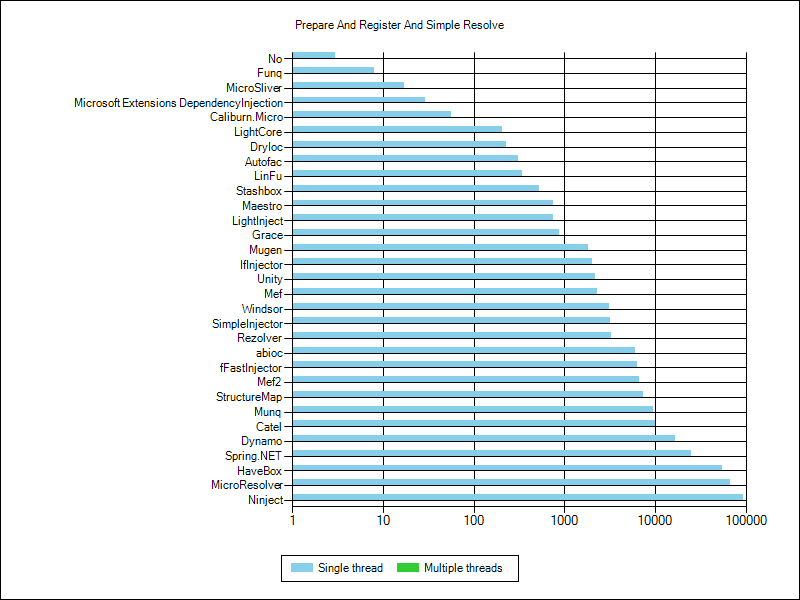 Prepare And Register And Simple Resolve
No
Funq
MicroSliver
Microsoft Extensions DependencyInjection
Caliburn.Micro
LightCore
DryIoc
Autofac
LinFu
Stashbox
Maestro
LightInject
Grace
Mugen
IfInjector
Unity
Mef
Windsor
SimpleInjector
Rezolver
abioc
fFastInjector
Mef2
StructureMap
Munq
Catel
Dynamo
Spring.NET
HaveBox
MicroResolver
Ninject
1 10 100 1000 10000 100000
Single thread Multiple threads